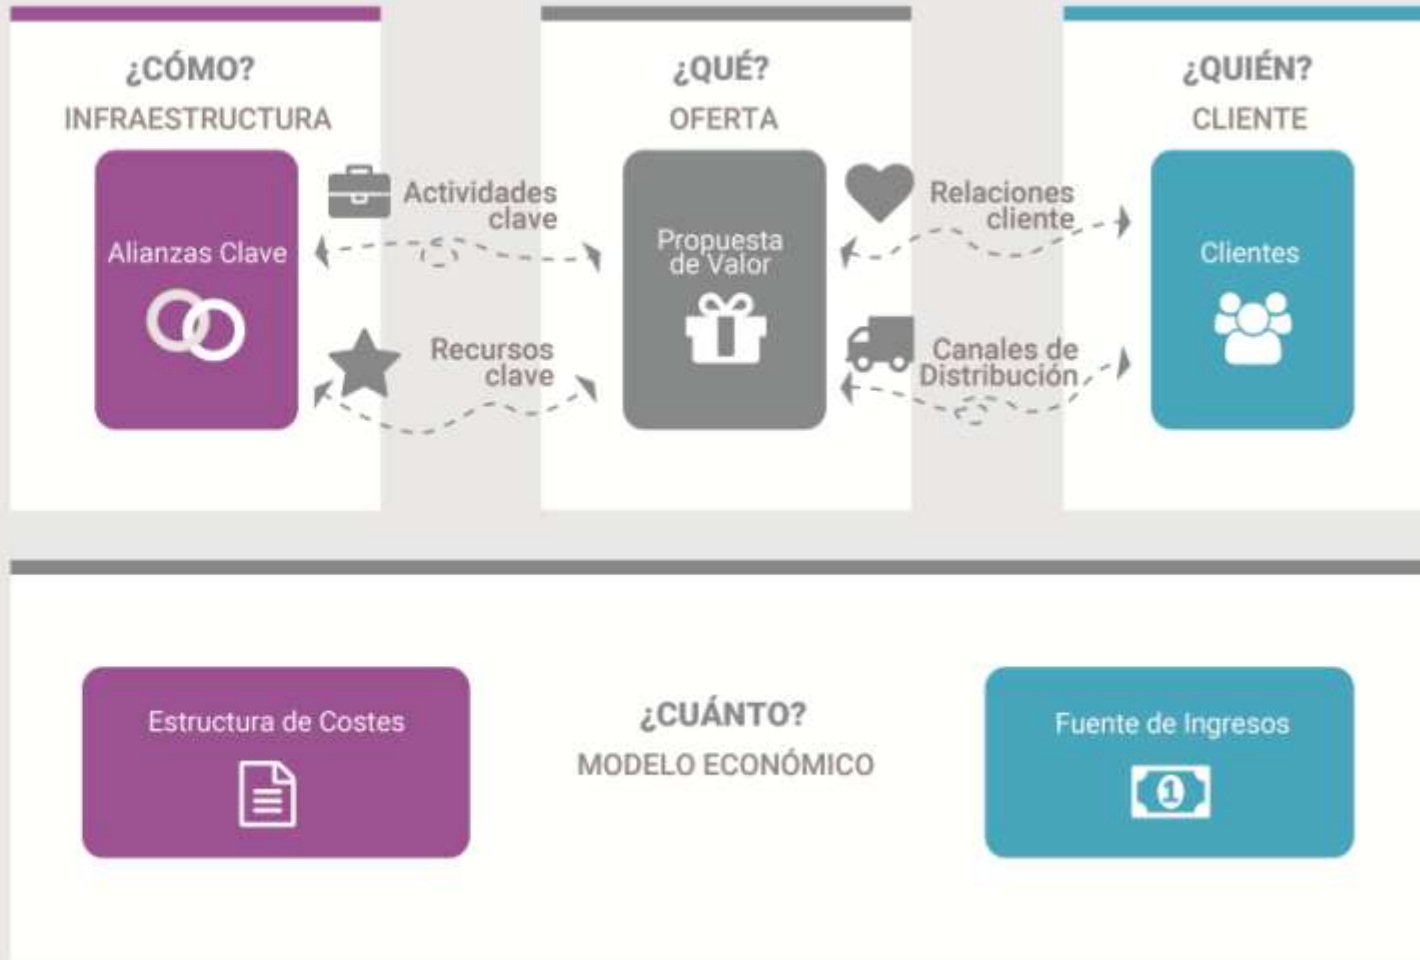 ¿CÓMO?
INFRAESTRUCTURA
Alianzas Clave
Actividades
clave
Recursos
clave
¿QUÉ?
OFERTA
Propuesta
de Valor
Relaciones
cliente
Canales de
Distribución
¿QUIÉN?
CLIENTE
Clientes
Estructura de Costes
¿CUÁNTO?
MODELO ECONÓMICO
Fuente de Ingresos
1